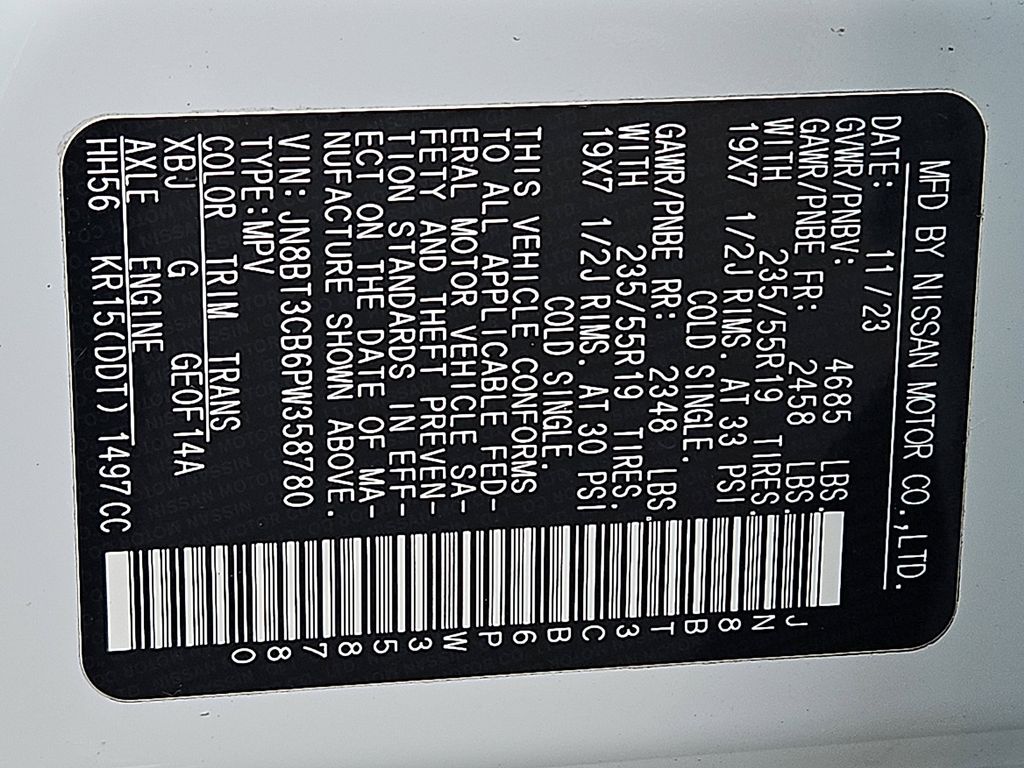 MFD BY NISSAN MOTOR CO.,LTD.
DATE: 11/23
GVWR/PNBV: 4685 LBS.
GAWR/PNBE FR: 2458 LBS.
WITH 235/55R19 TIRES.
19X7 1/2J RIMS. AT 33 PSI
COLD SINGLE.
GAWR/PNBE RR: 2348 LBS.
WITH 235/55R19 TIRES.
19X7 1/2J RIMS. AT 30 PSI
COLD SINGLE.
THIS VEHICLE CONFORMS
TO ALL APPLICABLE FED-
ERAL MOTOR VEHICLE SA-
FETY AND THEFT PREVEN-
TION STANDARDS IN EFF-
ECT ON THE DATE OF MA-
NUFACTURE SHOWN ABOVE.
VIN: JN8BT3CB6PW358780
TYPE:MPV
COLOR TRIM TRANS
XBJ G GE0F14A
AXLE ENGINE
HH56 KR15(DDT) 1497CC
JN8BT3CB6PW358780